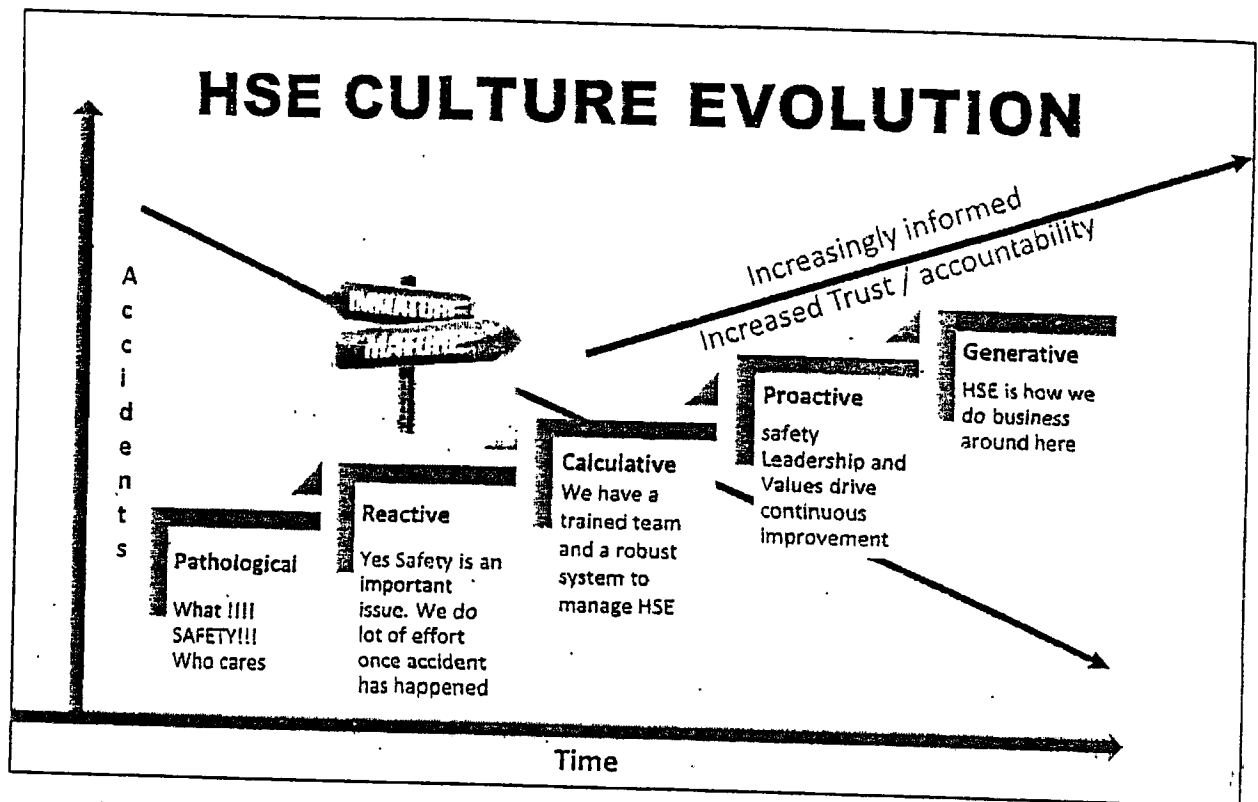 HSE CULTURE EVOLUTION
Accidents
IMMATURE
MATURE
Increasingly informed
Increased Trust / accountability
Pathological
What !!!!
SAFETY!!!
Who cares
Reactive
Yes Safety is an
important
issue. We do
lot of effort
once accident
has happened
Calculative
We have a
trained team
and a robust
system to
manage HSE
Proactive
safety
Leadership and
Values drive
continuous
improvement
Generative
HSE is how we
do business
around here
Time